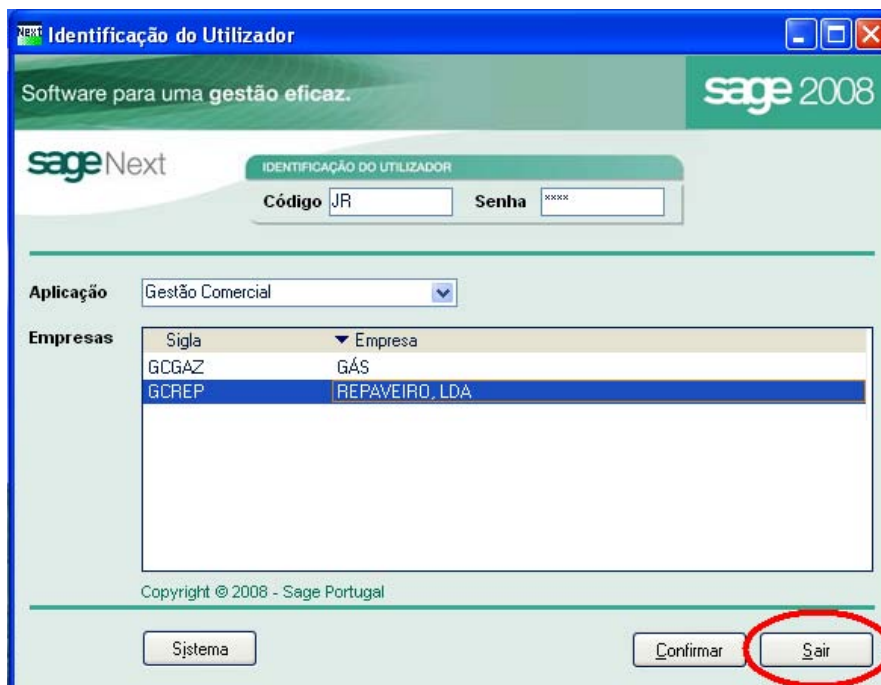 Next Identificação do Utilizador
Software para uma gestão eficaz.
sage 2008
sage Next
IDENTIFICAÇÃO DO UTILIZADOR
Código JR Senha ****
Aplicação Gestão Comercial
Empresas Sigla Empresa
GCGAZ GÁS
GCREP REPAVEIRO, LDA
Copyright © 2008 - Sage Portugal
Sistema Confirmar Sair